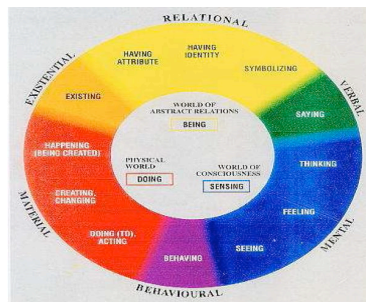 RELATIONAL
HAVING
ATTRIBUTE
HAVING
IDENTITY
SYMBOLIZING
EXISTENTIAL
EXISTING
VERBAL
SAYING
WORLD OF
ABSTRACT RELATIONS
BEING
HAPPENING
(BEING CREATED)
PHYSICAL
WORLD
DOING
WORLD OF
CONSCIOUSNESS
SENSING
THINKING
CREATING,
CHANGING
FEELING
MATERIAL
DOING (TO),
ACTING
SEEING
MENTAL
BEHAVING
BEHAVIOURAL